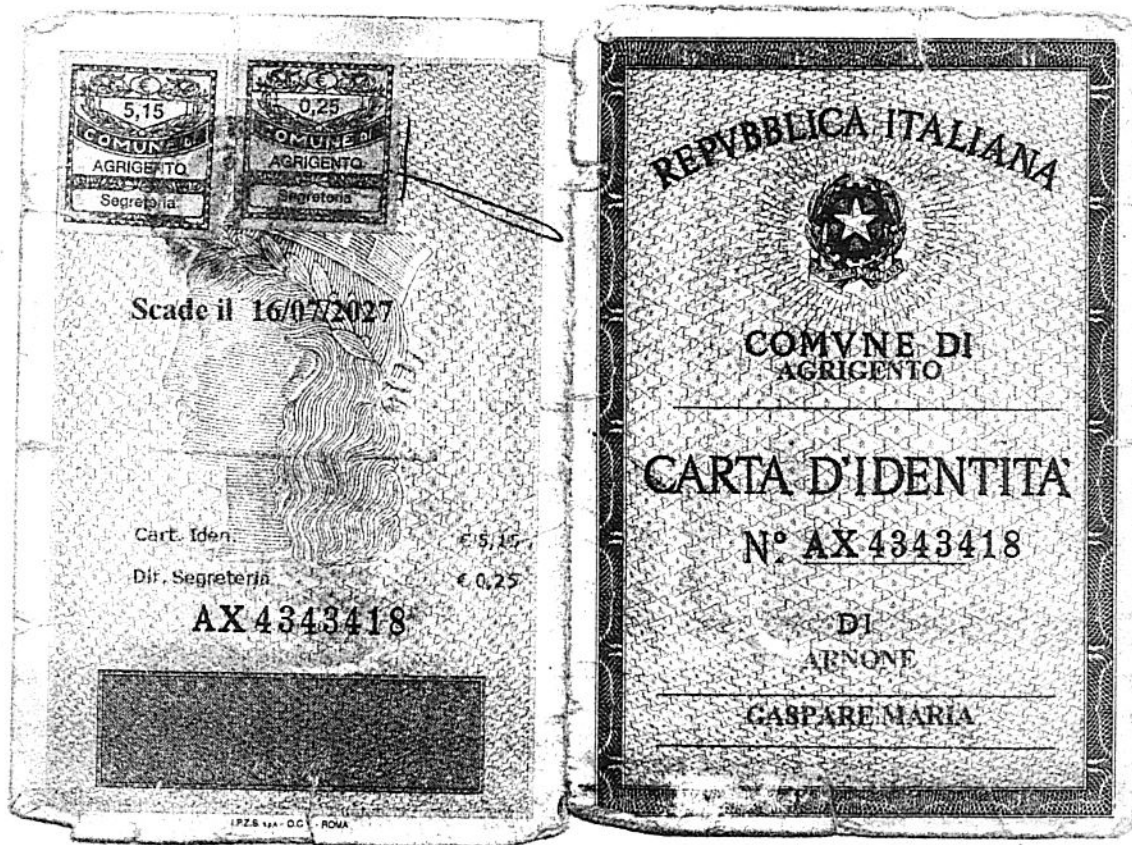 5,15
COMUNE DI
AGRIGENTO
Segreteria
0,25
COMUNE DI
AGRIGENTO
Segreteria
Scade il 16/07/2027
Cart. Iden. € 5,15
Dir. Segreteria € 0,25
AX 4343418
I.P.Z.S. s.p.A. - O.C.V. - ROMA
REPVBBLICA ITALIANA
COMVNE DI
AGRIGENTO
CARTA D'IDENTITA'
N° AX 4343418
DI
ARNONE
GASPARE MARIA